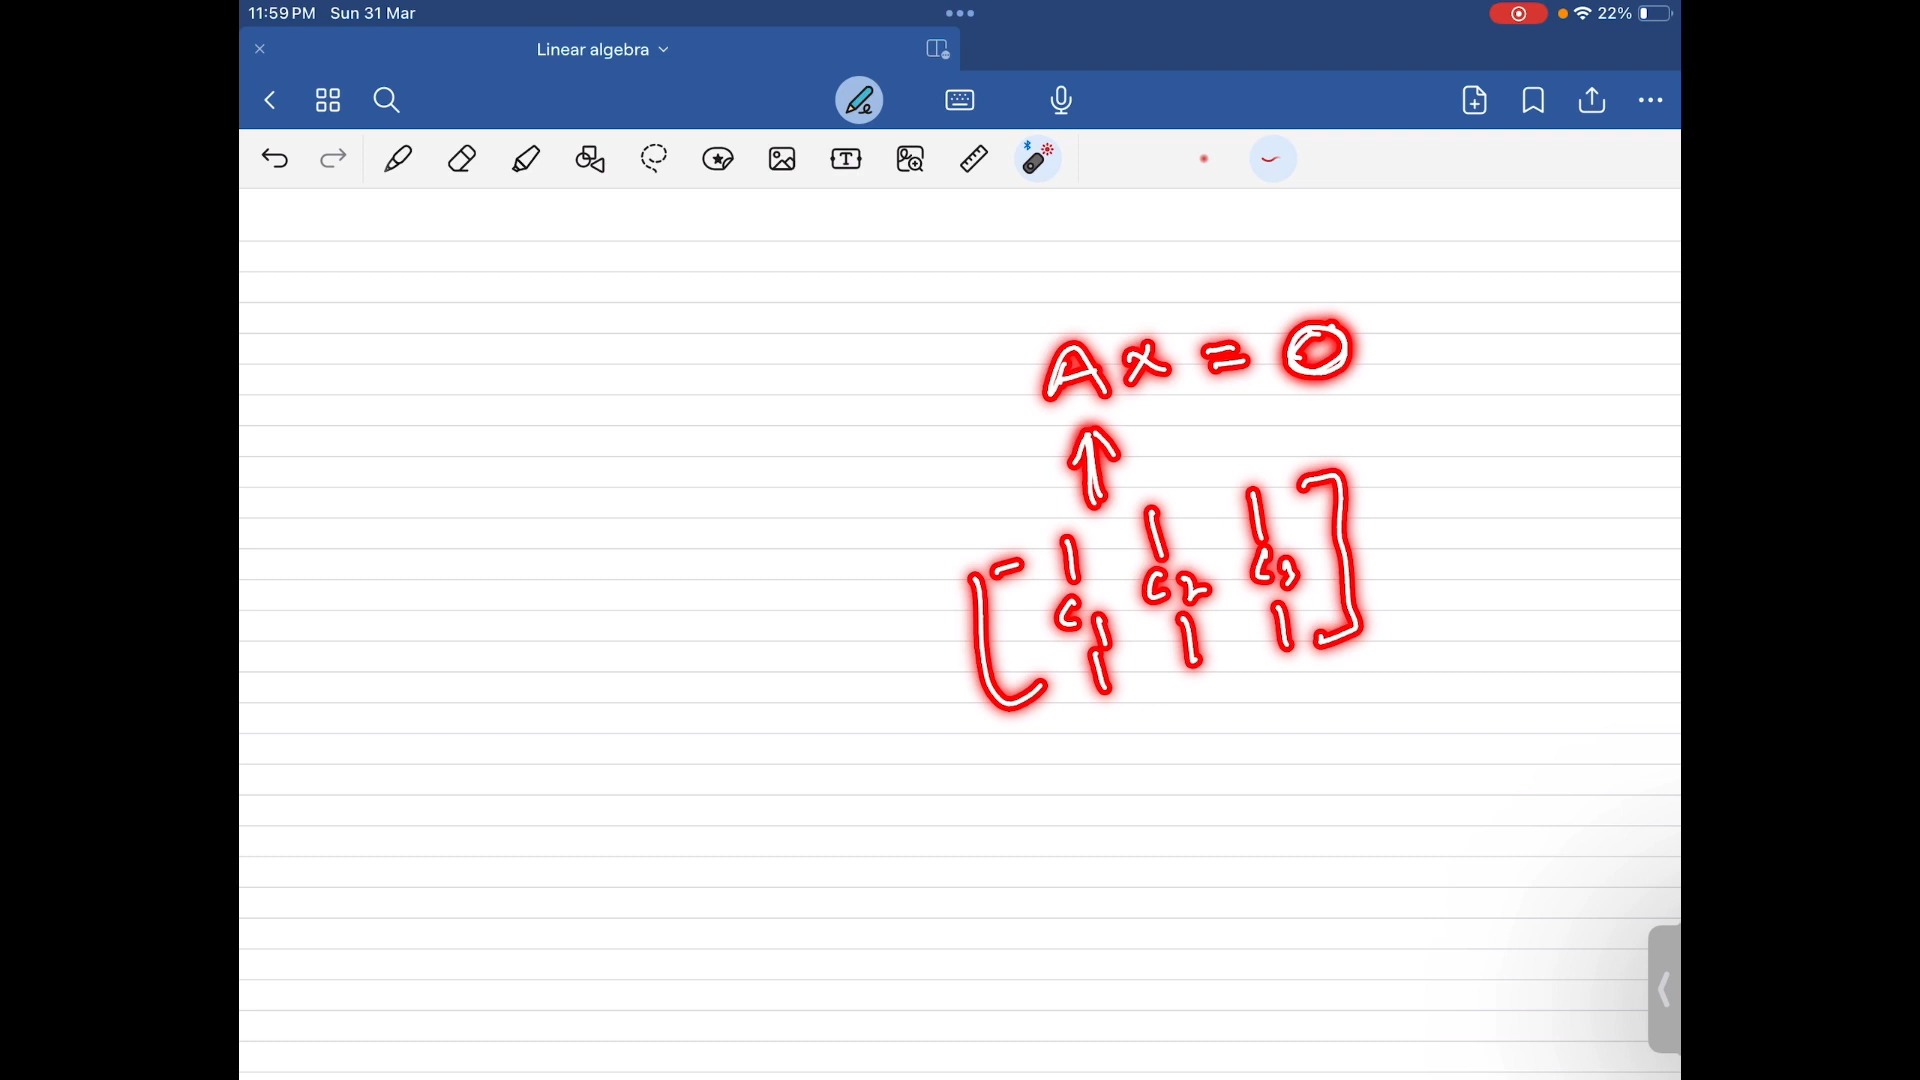 11:59 PM Sun 31 Mar
22%
Linear algebra
T
Ax = 0
C1 C2 C3